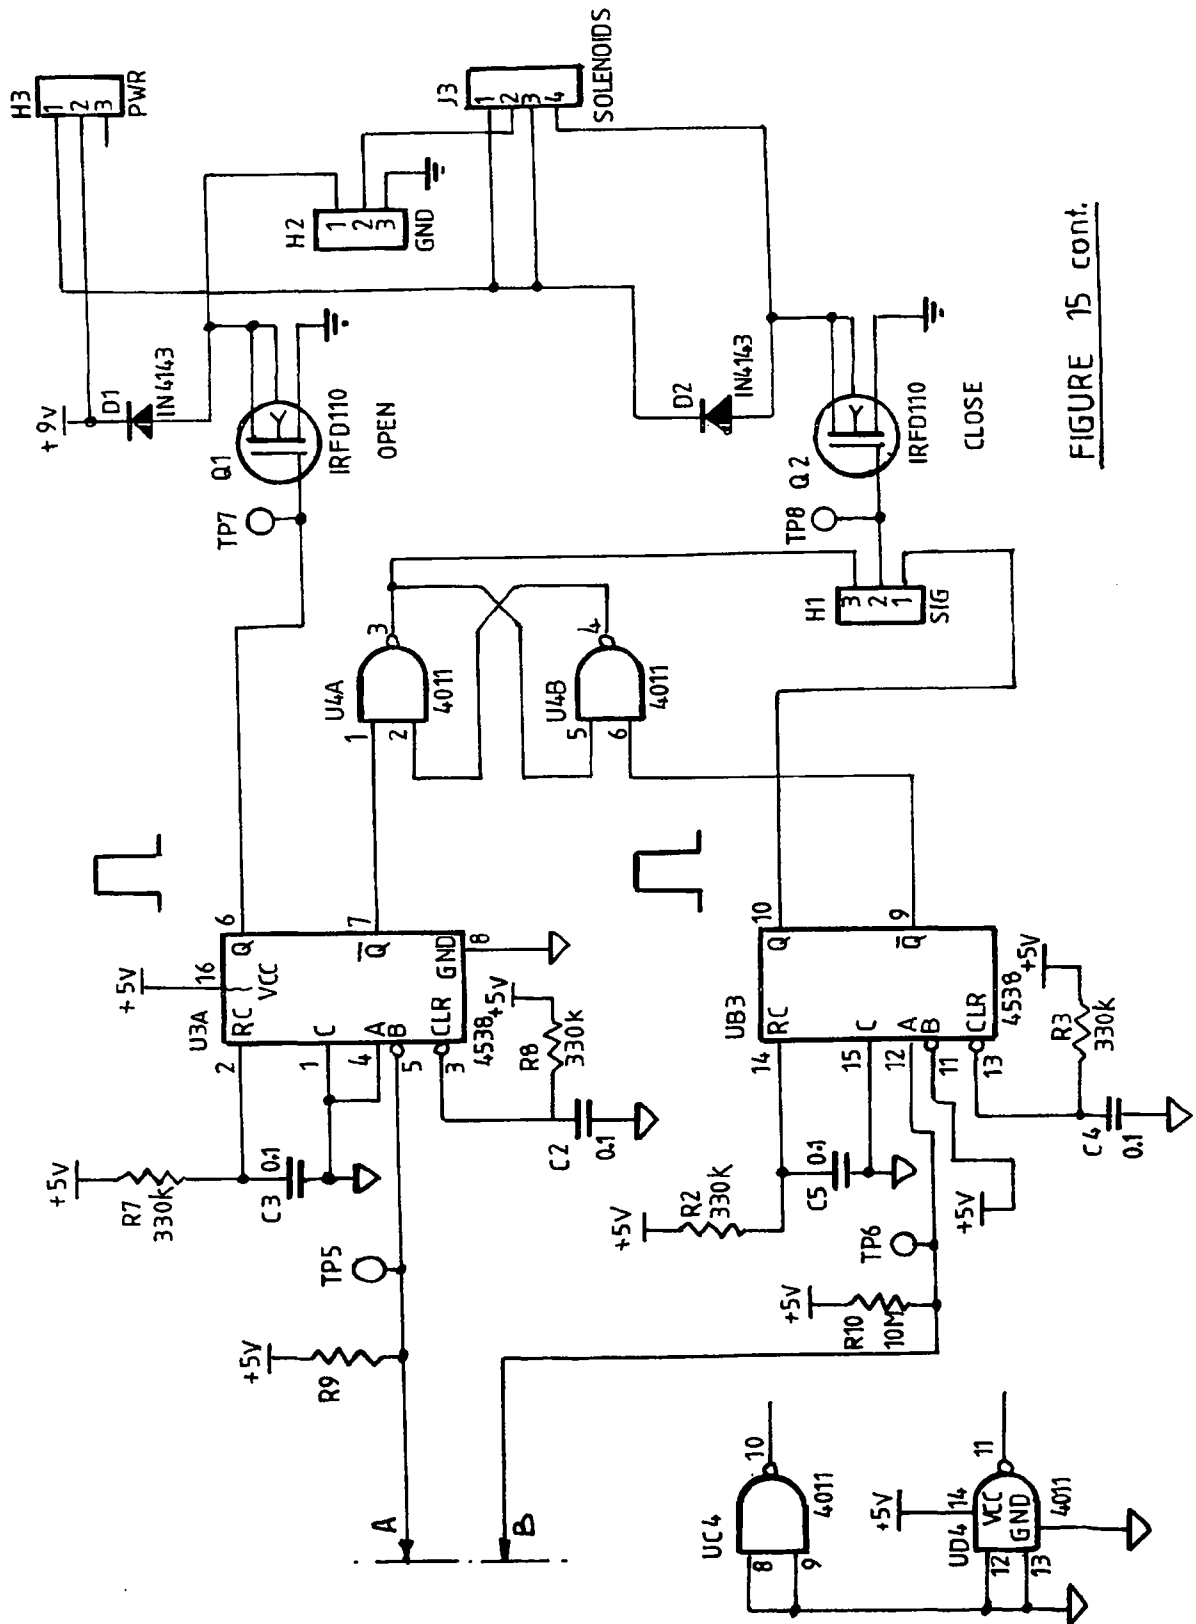 H3
1
2
3
PWR
+9V
D1
1N4143
Q1
IRFD110
OPEN
TP7
H2
1
2
3
GND
J3
1
2
3
4
SOLENOIDS
D2
1N4143
Q2
IRFD110
CLOSE
TP8
H1
3
2
1
SIG
U4A
1
2
3
4011
U4B
5
6
4
4011
+5V
16
VCC
U3A
2
RC
Q
6
1
C
4
A
B
5
Q
7
CLR
3
GND
8
4538
+5V
R8
330k
C2
0.1
+5V
R7
330k
C3
0.1
TP5
+5V
R9
A
B
UB3
14
RC
Q
10
15
C
12
A
B
11
Q
9
CLR
13
4538
+5V
R3
330k
C4
0.1
+5V
R2
330k
C5
0.1
TP6
+5V
+5V
R10
10M
UC4
8
9
10
4011
+5V
14
VCC
UD4
GND
12
13
11
4011
FIGURE 15 cont.